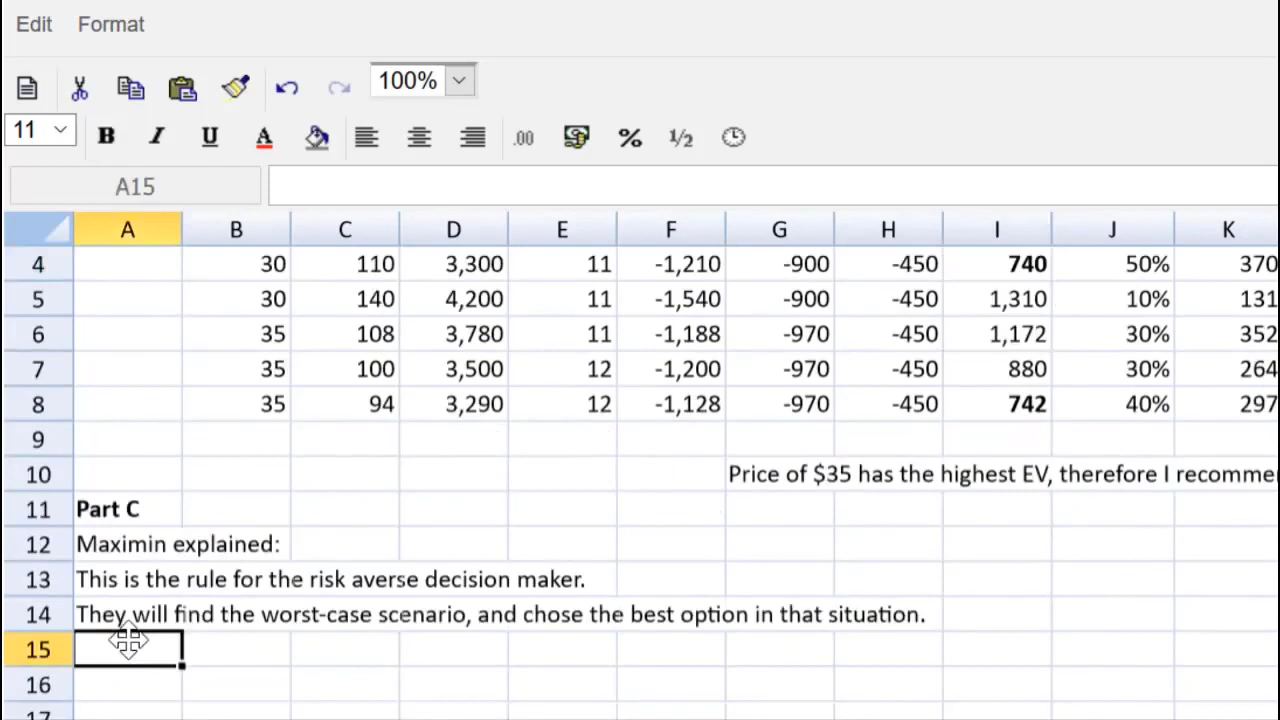 Edit Format
100%
11 B I U A .00 % 1/2
A15
A B C D E F G H I J K
4 30 110 3,300 11 -1,210 -900 -450 740 50% 370
5 30 140 4,200 11 -1,540 -900 -450 1,310 10% 131
6 35 108 3,780 11 -1,188 -970 -450 1,172 30% 352
7 35 100 3,500 12 -1,200 -970 -450 880 30% 264
8 35 94 3,290 12 -1,128 -970 -450 742 40% 297
9
10 Price of $35 has the highest EV, therefore I recomme
11 Part C
12 Maximin explained:
13 This is the rule for the risk averse decision maker.
14 They will find the worst-case scenario, and chose the best option in that situation.
15
16
17